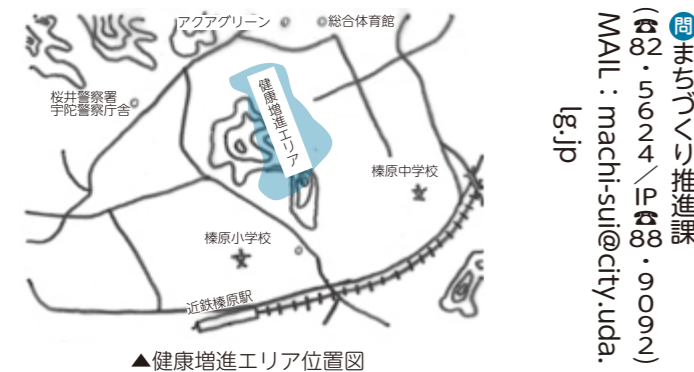 問まちづくり推進課
（☎82・5624／IP☎88・9092）
MAIL：machi-sui@city.uda.
lg.jp
アクアグリーン
総合体育館
桜井警察署
宇陀警察庁舎
健康増進エリア
榛原中学校
榛原小学校
近鉄榛原駅
▲健康増進エリア位置図